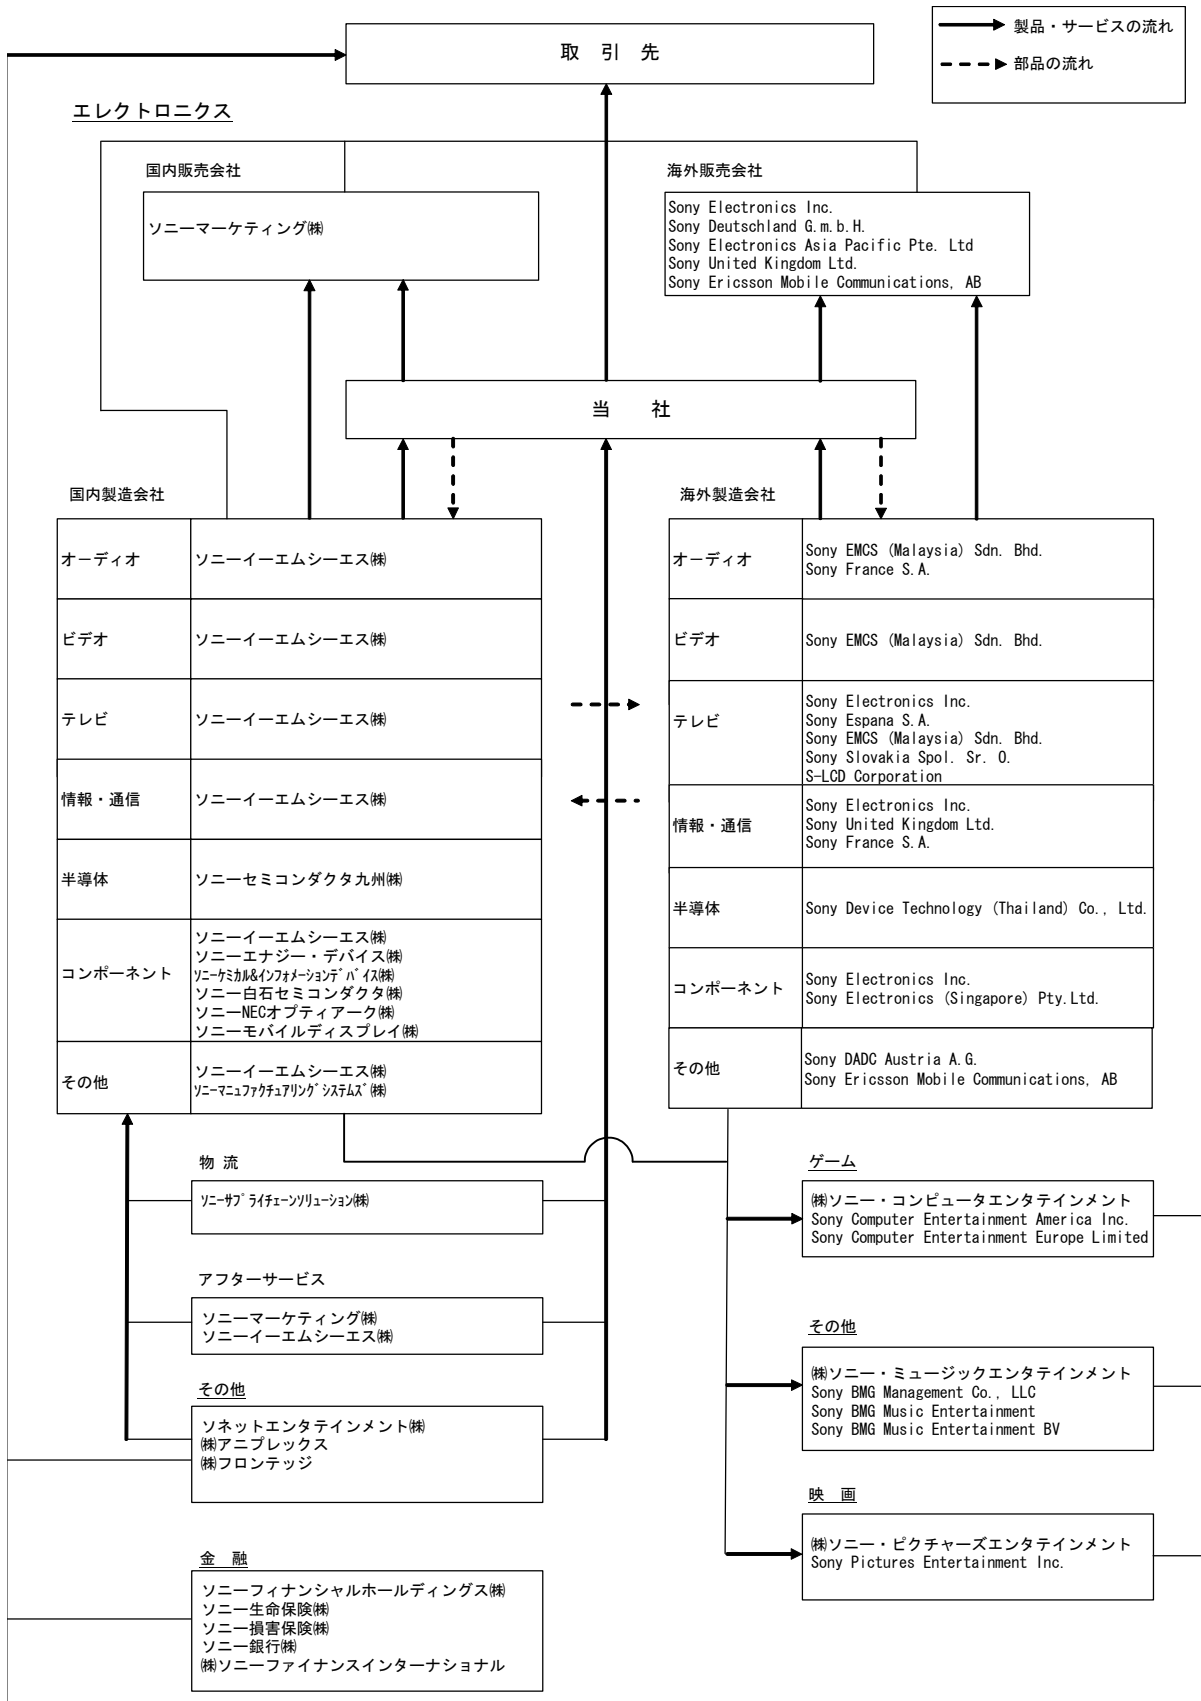 取 引 先
製品・サービスの流れ
部品の流れ
エレクトロニクス
国内販売会社
ソニーマーケティング㈱
海外販売会社
Sony Electronics Inc.
Sony Deutschland G.m.b.H.
Sony Electronics Asia Pacific Pte. Ltd
Sony United Kingdom Ltd.
Sony Ericsson Mobile Communications, AB
当 社
国内製造会社
オーディオ
ソニーイーエムシーエス㈱
ビデオ
ソニーイーエムシーエス㈱
テレビ
ソニーイーエムシーエス㈱
情報・通信
ソニーイーエムシーエス㈱
半導体
ソニーセミコンダクタ九州㈱
コンポーネント
ソニーイーエムシーエス㈱
ソニーエナジー・デバイス㈱
ｿﾆｰｹﾐｶﾙ&ｲﾝﾌｫﾒｰｼｮﾝﾃﾞﾊﾞｲｽ㈱
ソニー白石セミコンダクタ㈱
ソニーNECオプティアーク㈱
ソニーモバイルディスプレイ㈱
その他
ソニーイーエムシーエス㈱
ｿﾆｰﾏﾆｭﾌｧｸﾁｭｱﾘﾝｸﾞｼｽﾃﾑｽﾞ㈱
海外製造会社
オーディオ
Sony EMCS (Malaysia) Sdn. Bhd.
Sony France S.A.
ビデオ
Sony EMCS (Malaysia) Sdn. Bhd.
テレビ
Sony Electronics Inc.
Sony Espana S.A.
Sony EMCS (Malaysia) Sdn. Bhd.
Sony Slovakia Spol. Sr. O.
S-LCD Corporation
情報・通信
Sony Electronics Inc.
Sony United Kingdom Ltd.
Sony France S.A.
半導体
Sony Device Technology (Thailand) Co., Ltd.
コンポーネント
Sony Electronics Inc.
Sony Electronics (Singapore) Pty.Ltd.
その他
Sony DADC Austria A.G.
Sony Ericsson Mobile Communications, AB
物 流
ｿﾆｰｻﾌﾟﾗｲﾁｪｰﾝｿﾘｭｰｼｮﾝ㈱
アフターサービス
ソニーマーケティング㈱
ソニーイーエムシーエス㈱
その他
ソネットエンタテインメント㈱
㈱アニプレックス
㈱フロンテッジ
金 融
ソニーフィナンシャルホールディングス㈱
ソニー生命保険㈱
ソニー損害保険㈱
ソニー銀行㈱
㈱ソニーファイナンスインターナショナル
ゲーム
㈱ソニー・コンピュータエンタテインメント
Sony Computer Entertainment America Inc.
Sony Computer Entertainment Europe Limited
その他
㈱ソニー・ミュージックエンタテインメント
Sony BMG Management Co., LLC
Sony BMG Music Entertainment
Sony BMG Music Entertainment BV
映 画
㈱ソニー・ピクチャーズエンタテインメント
Sony Pictures Entertainment Inc.